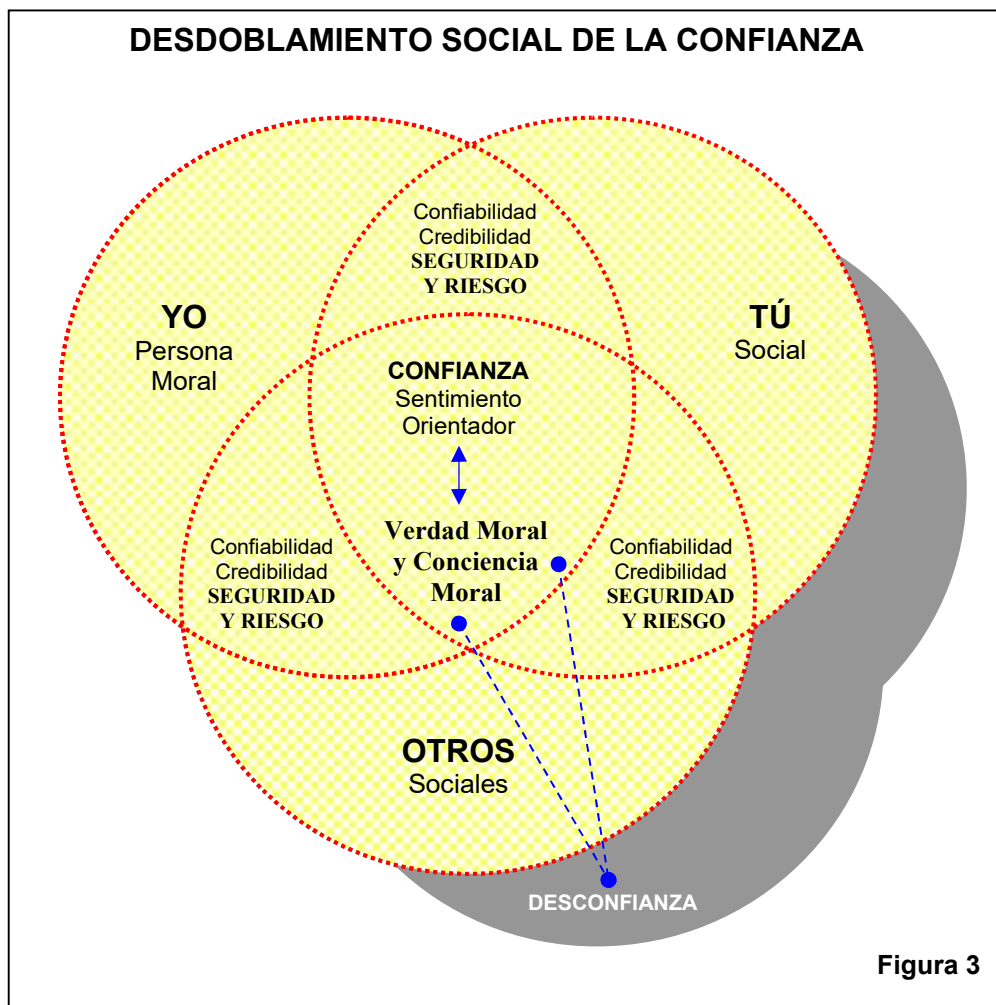 DESDOBLAMIENTO SOCIAL DE LA CONFIANZA
Confiabilidad
Credibilidad
SEGURIDAD
Y RIESGO
YO
Persona
Moral
TÚ
Social
CONFIANZA
Sentimiento
Orientador
Verdad Moral
y Conciencia
Moral
Confiabilidad
Credibilidad
SEGURIDAD
Y RIESGO
Confiabilidad
Credibilidad
SEGURIDAD
Y RIESGO
OTROS
Sociales
DESCONFIANZA
Figura 3